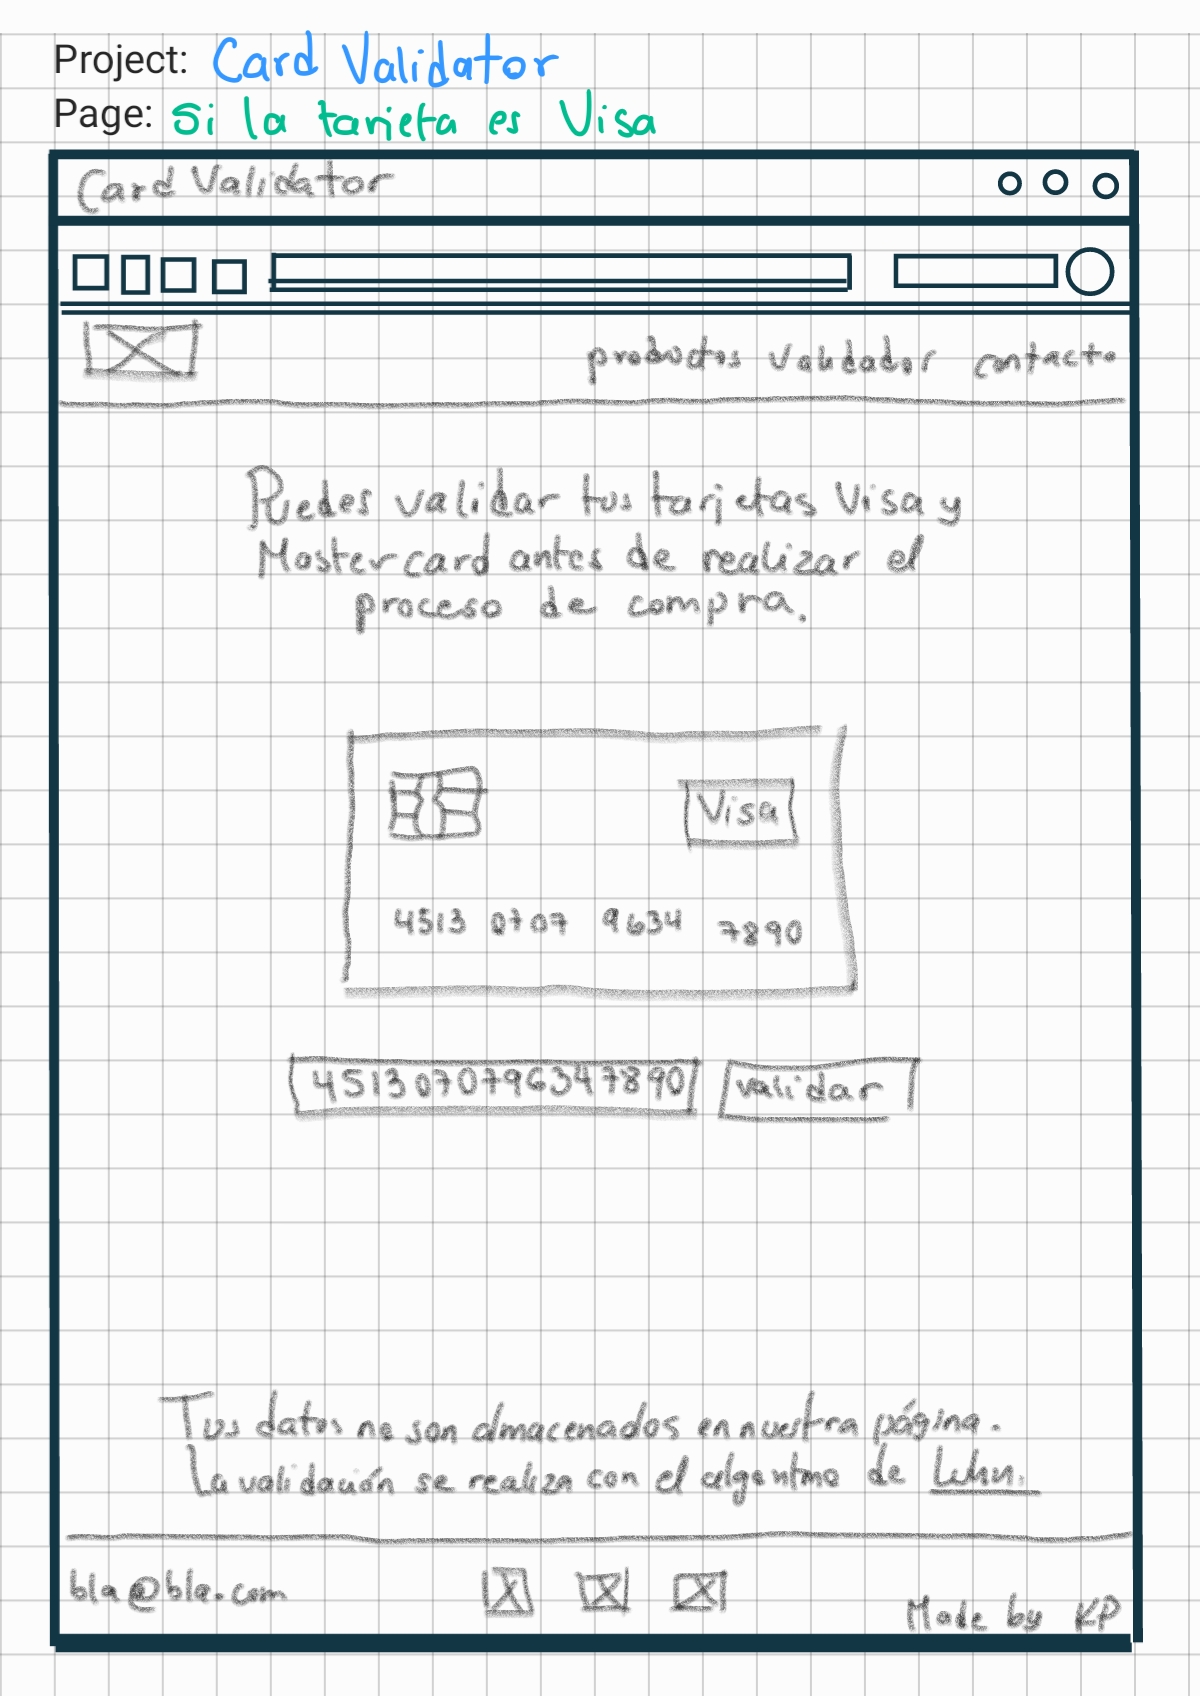 Project: Card Validator
Page: Si la tarjeta es Visa
Card Validator
productos validador contacto
Puedes validar tus tarjetas Visa y
Mastercard antes de realizar el
proceso de compra.
Visa
4513 0707 9634 7890
4513070796347890 validar
Tus datos no son almacenados en nuestra página.
La validación se realiza con el algoritmo de Luhn.
bla@bla.com
Made by KP